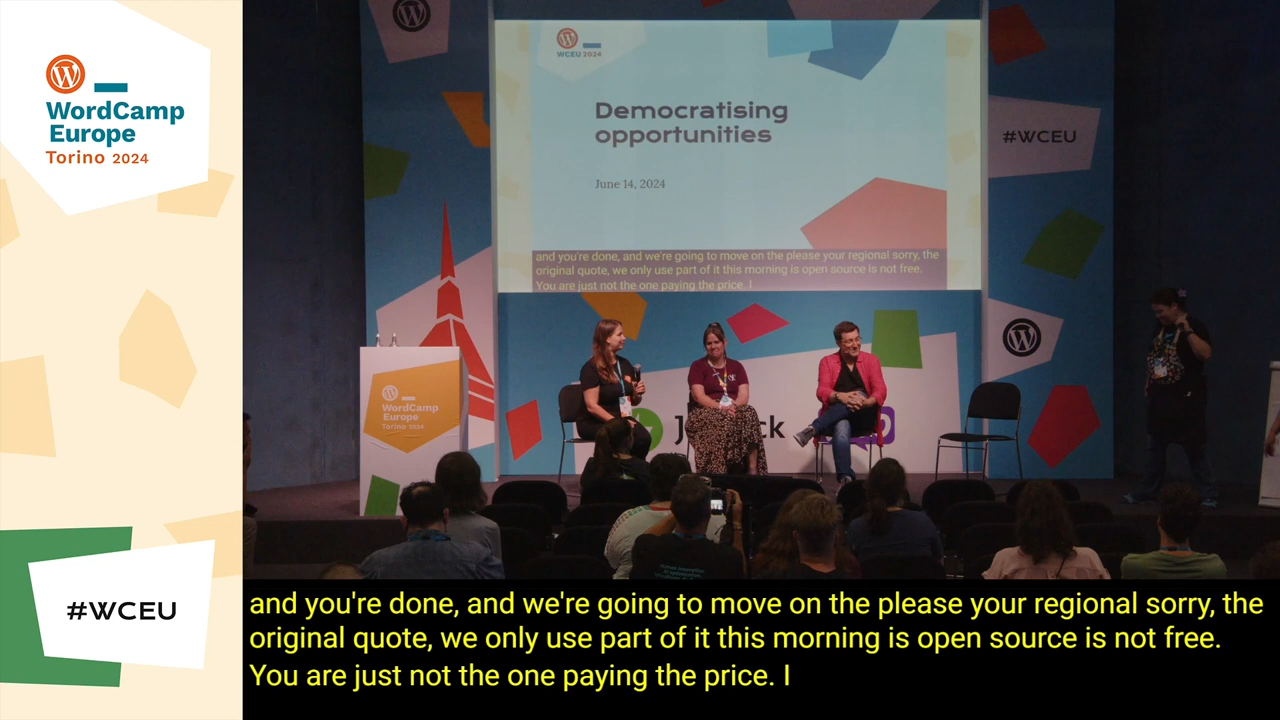 WordCamp
Europe
Torino 2024
#WCEU
WCEU 2024
Democratising
opportunities
June 14, 2024
and you're done, and we're going to move on the please your regional sorry, the
original quote, we only use part of it this morning is open source is not free.
You are just not the one paying the price. I
#WCEU
WordCamp
Europe
Torino 2024
and you're done, and we're going to move on the please your regional sorry, the
original quote, we only use part of it this morning is open source is not free.
You are just not the one paying the price. I